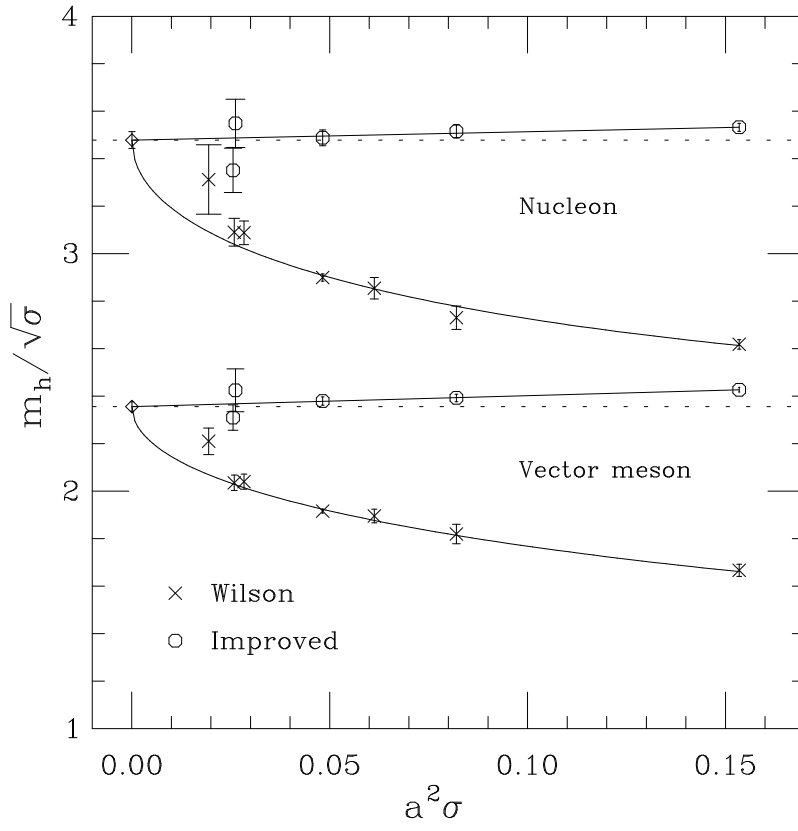 4
3
2
1
m_h/√σ
Nucleon
Vector meson
Wilson
Improved
0.00 0.05 0.10 0.15
a²σ